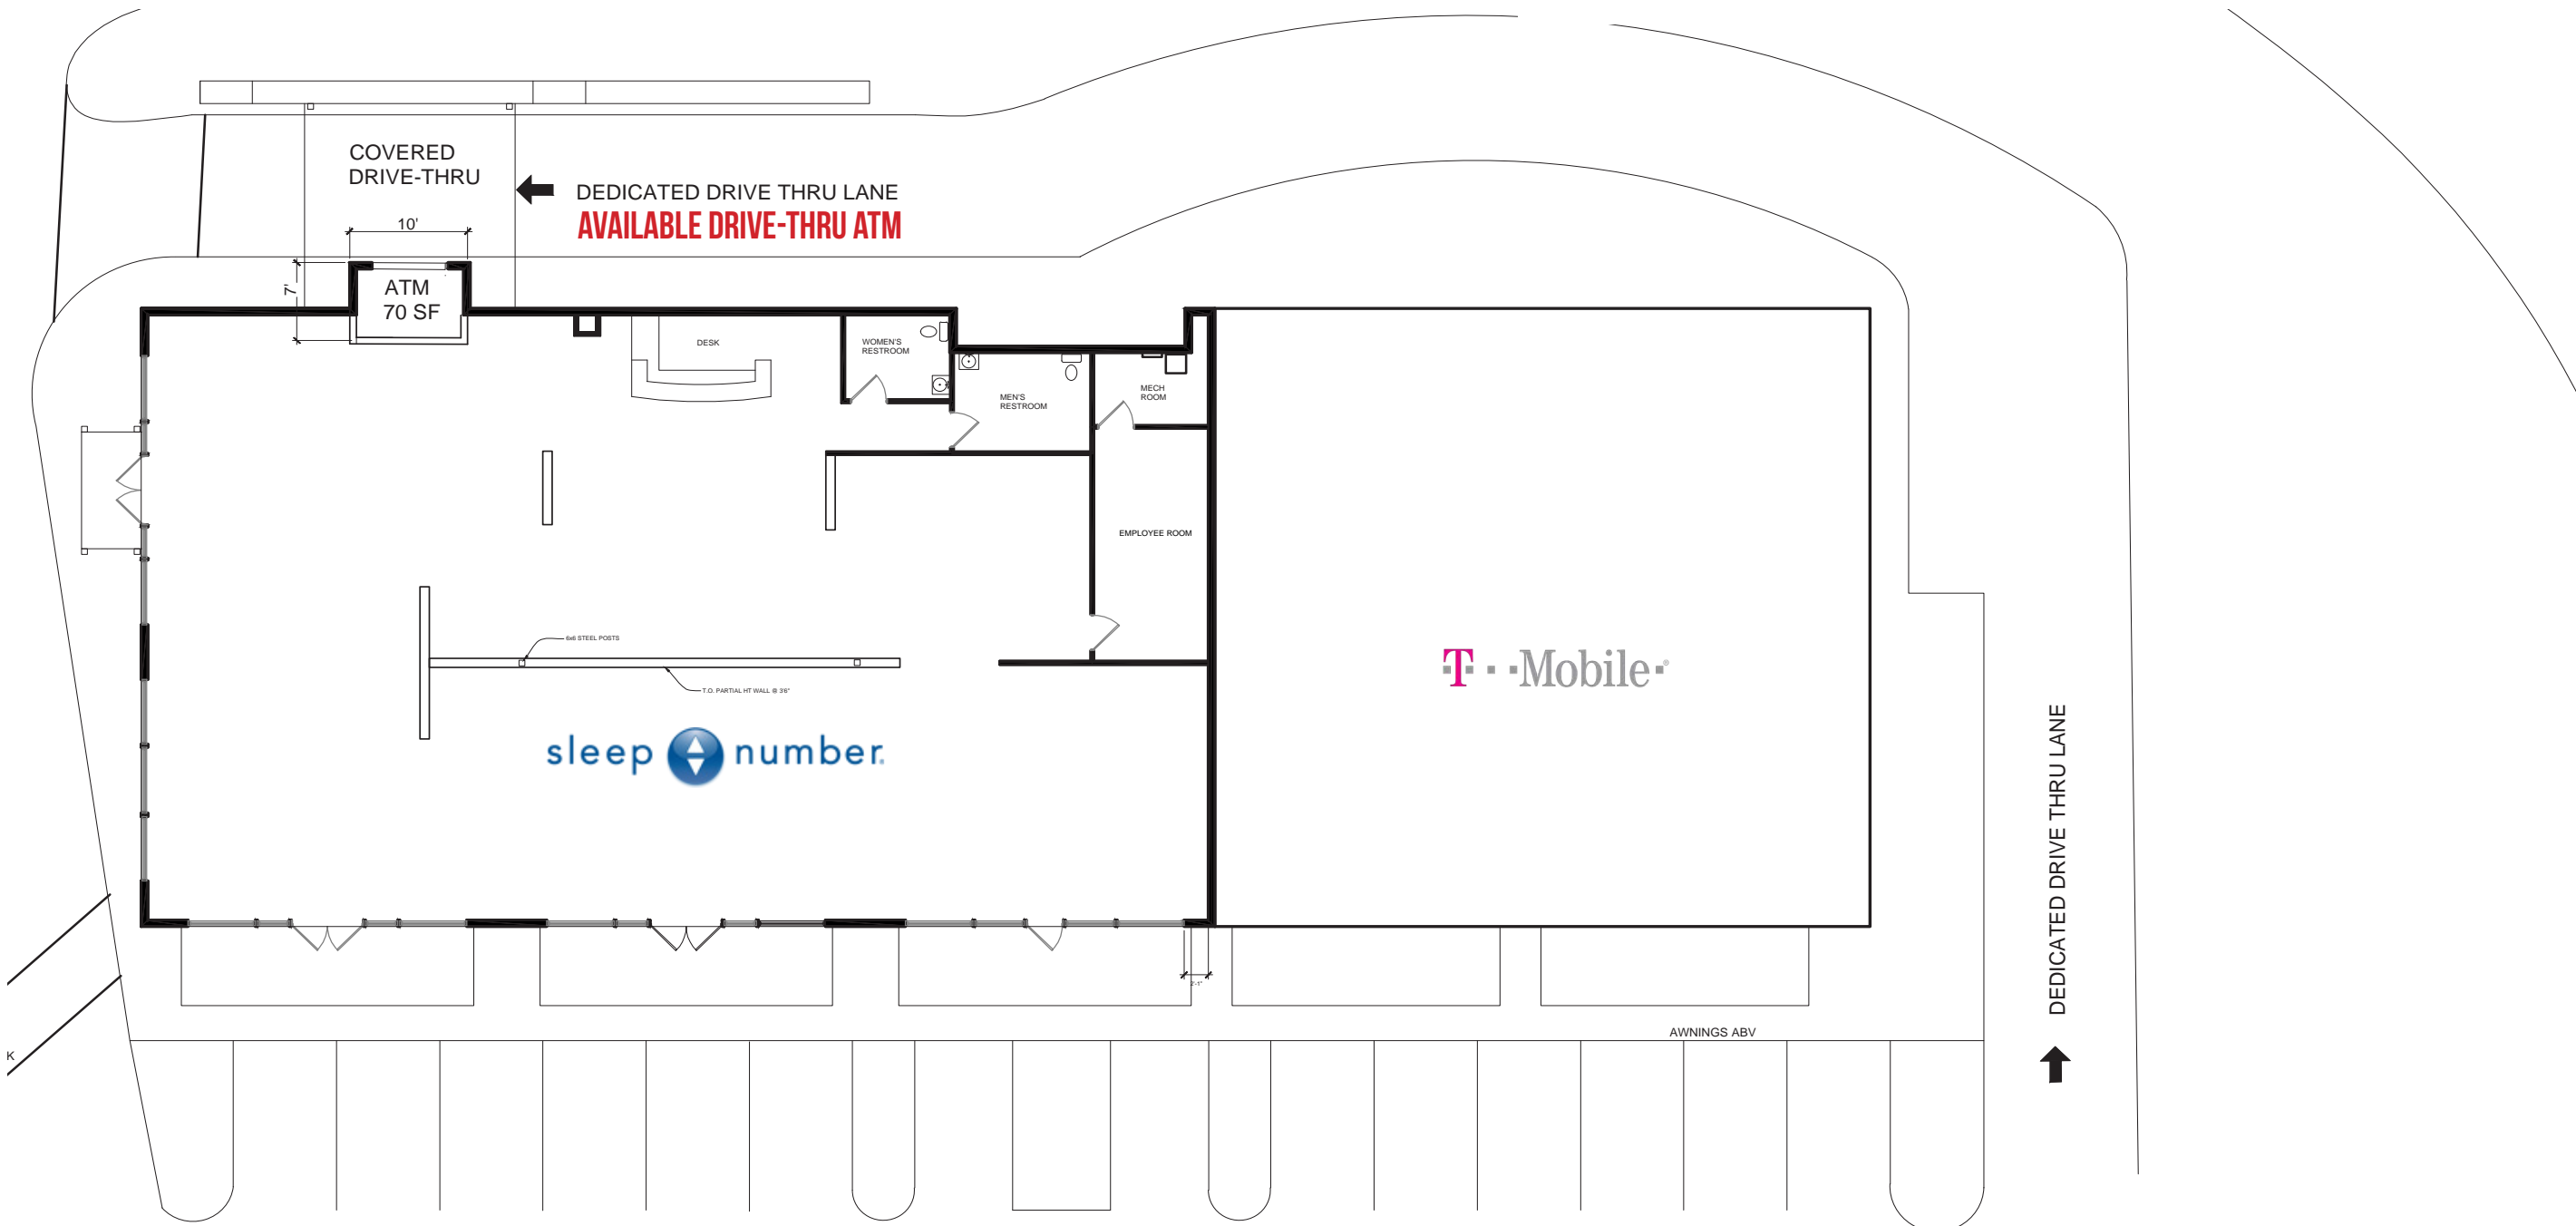 COVERED
DRIVE-THRU
DEDICATED DRIVE THRU LANE
AVAILABLE DRIVE-THRU ATM
10'
7'
ATM
70 SF
DESK
WOMEN'S
RESTROOM
MEN'S
RESTROOM
MECH
ROOM
EMPLOYEE ROOM
6x6 STEEL POSTS
T.O. PARTIAL HT WALL @ 3'6"
sleep number®
T··Mobile·®
DEDICATED DRIVE THRU LANE
2'-1"
AWNINGS ABV
K